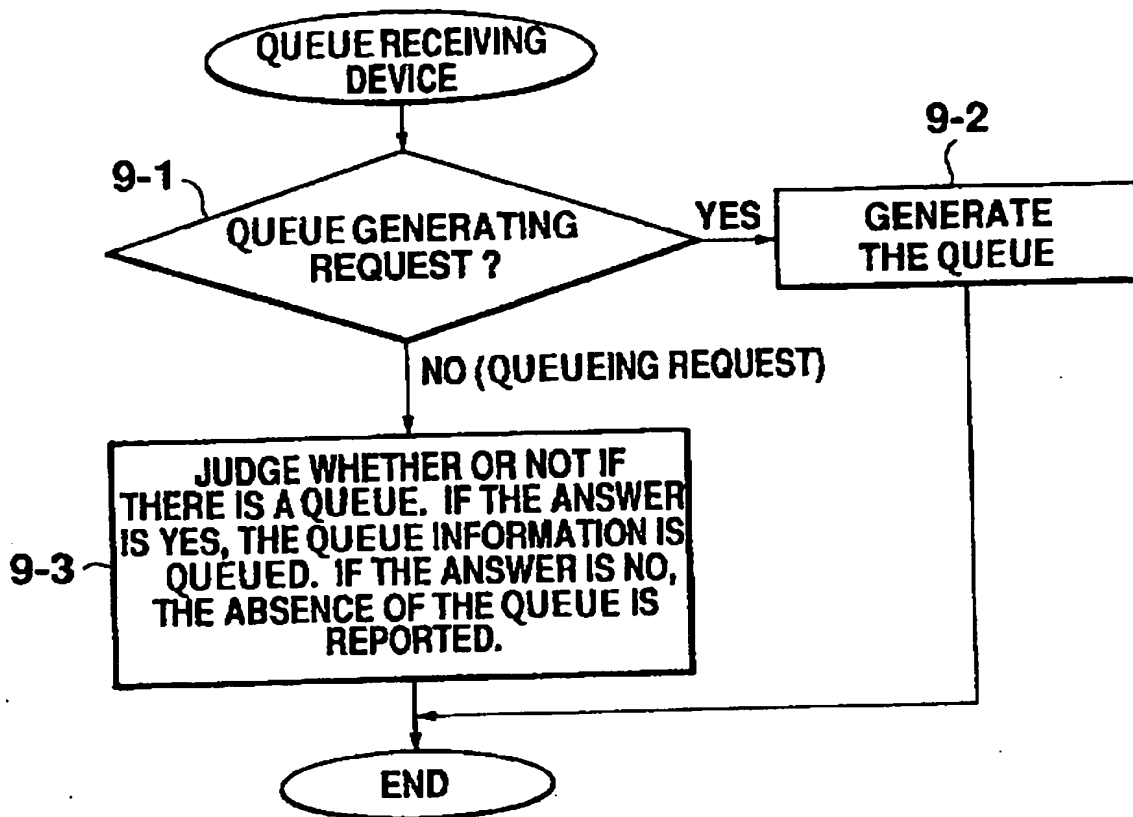 QUEUE RECEIVING
DEVICE
9-1
QUEUE GENERATING
REQUEST ?
YES
9-2
GENERATE
THE QUEUE
NO (QUEUEING REQUEST)
9-3
JUDGE WHETHER OR NOT IF
THERE IS A QUEUE. IF THE ANSWER
IS YES, THE QUEUE INFORMATION IS
QUEUED. IF THE ANSWER IS NO,
THE ABSENCE OF THE QUEUE IS
REPORTED.
END